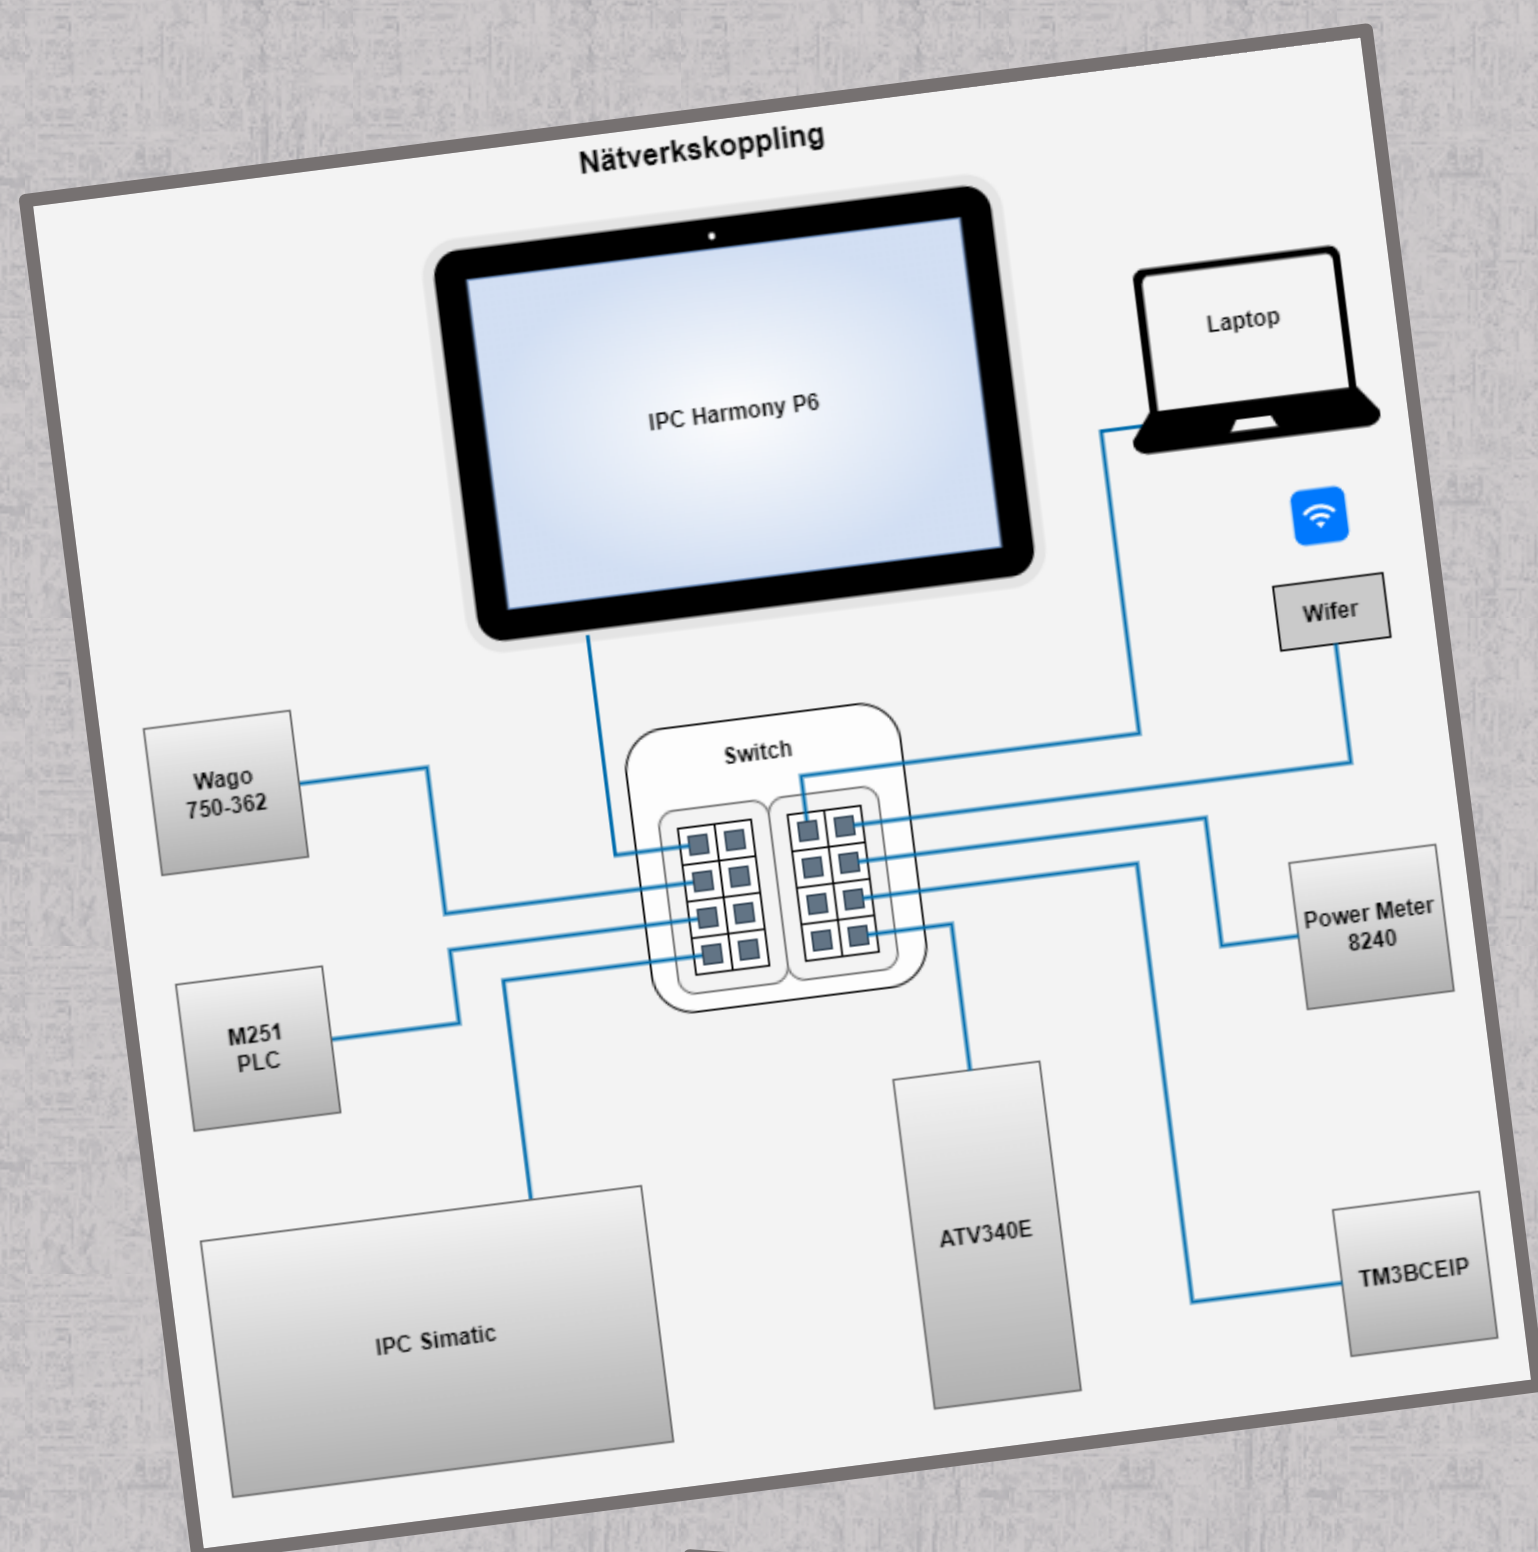 Nätverkskoppling
IPC Harmony P6
Laptop
Wifer
Switch
Wago
750-362
Power Meter
8240
M251
PLC
ATV340E
TM3BCEIP
IPC Simatic